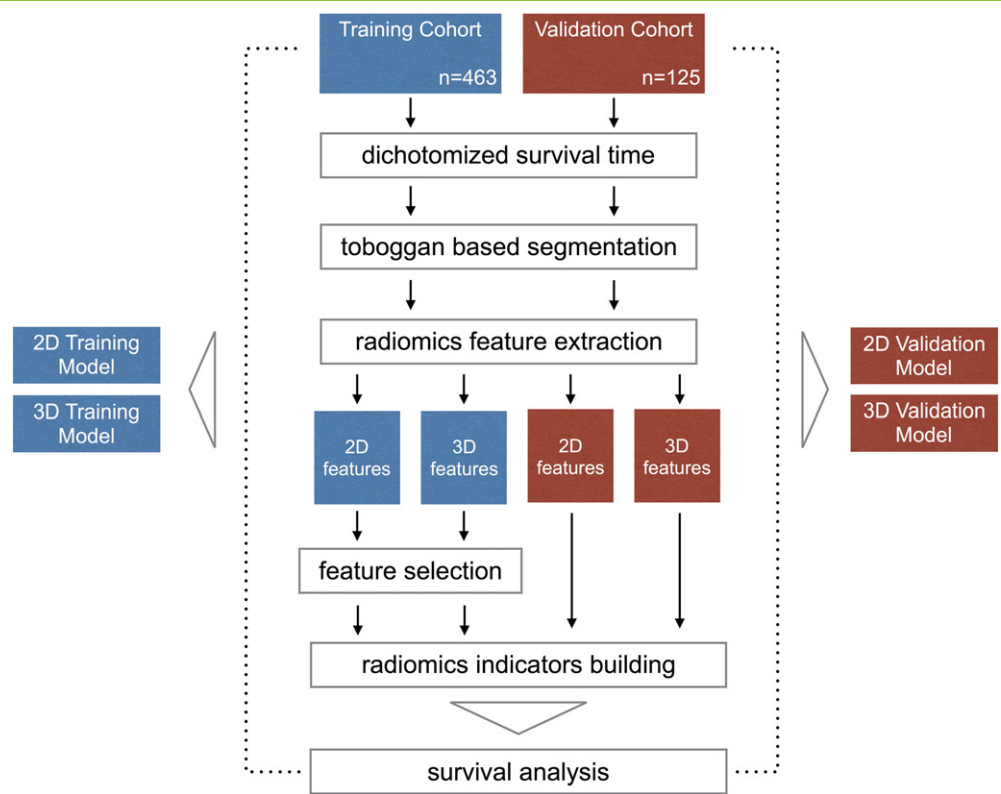 Training Cohort
n=463
Validation Cohort
n=125
dichotomized survival time
toboggan based segmentation
radiomics feature extraction
2D Training
Model
3D Training
Model
2D Validation
Model
3D Validation
Model
2D
features
3D
features
2D
features
3D
features
feature selection
radiomics indicators building
survival analysis